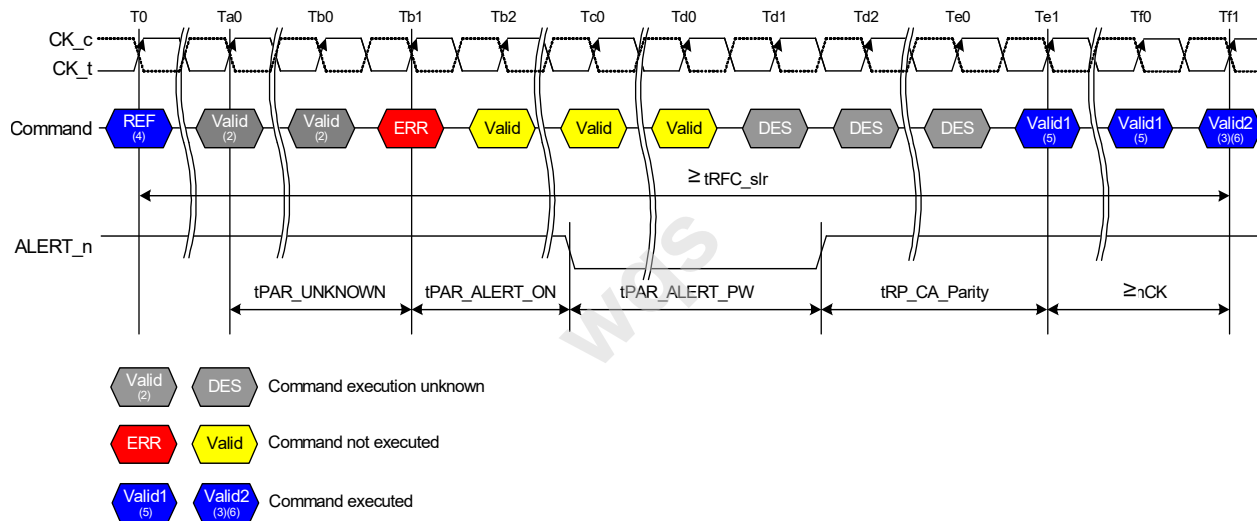 T0 Ta0 Tb0 Tb1 Tb2 Tc0 Td0 Td1 Td2 Te0 Te1 Tf0 Tf1
CK_c
CK_t
Command
REF (4)
Valid (2)
Valid (2)
ERR
Valid
Valid
Valid
DES
DES
DES
Valid1 (5)
Valid1 (5)
Valid2 (3)(6)
≥ tRFC_slr
ALERT_n
tPAR_UNKNOWN tPAR_ALERT_ON tPAR_ALERT_PW tRP_CA_Parity ≥nCK
wqs
Valid (2) DES Command execution unknown
ERR Valid Command not executed
Valid1 (5) Valid2 (3)(6) Command executed